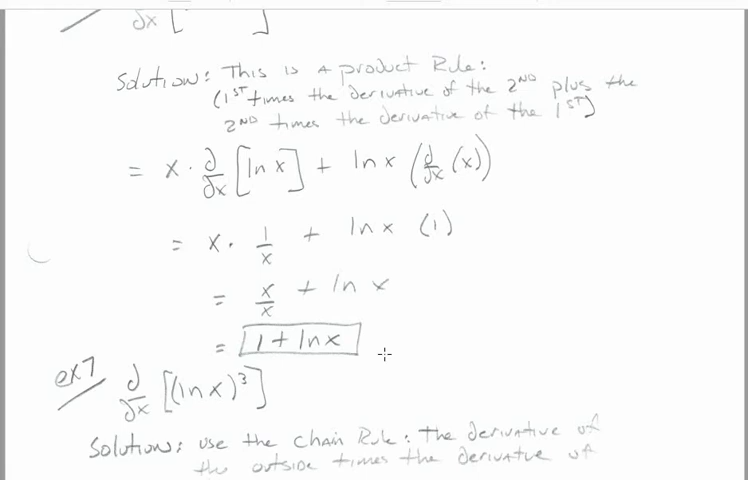 d/dx [ ]
Solution: This is a product Rule:
(1ST times the derivative of the 2ND plus the
2ND times the derivative of the 1ST)
= x · d/dx [ln x] + ln x (d/dx (x))
= x · 1/x + ln x (1)
= x/x + ln x
= 1 + ln x
ex7 d/dx [(ln x)³]
Solution: use the chain Rule: The derivative of
the outside times the derivative of